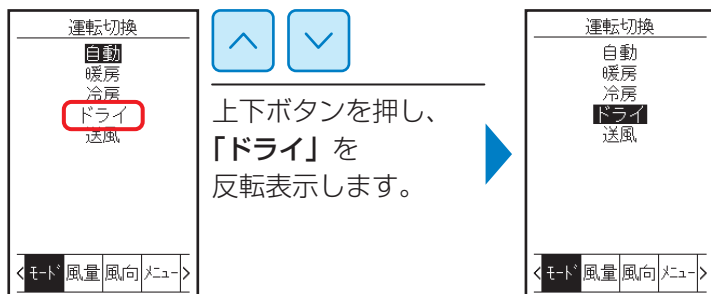 運転切換
自動
暖房
冷房
ドライ
送風
< モード 風量 風向 メニュー >
上下ボタンを押し、
「ドライ」を
反転表示します。
運転切換
自動
暖房
冷房
ドライ
送風
< モード 風量 風向 メニュー >